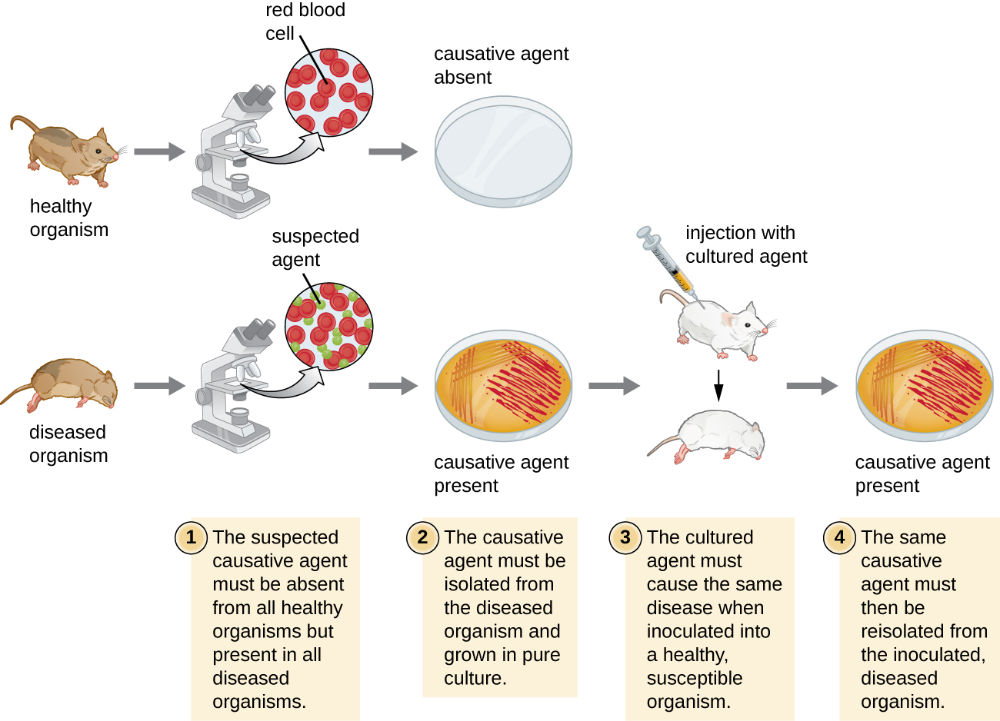 red blood
cell
causative agent
absent
healthy
organism
suspected
agent
injection with
cultured agent
diseased
organism
causative agent
present
causative agent
present
1
The suspected
causative agent
must be absent
from all healthy
organisms but
present in all
diseased
organisms.
2
The causative
agent must be
isolated from
the diseased
organism and
grown in pure
culture.
3
The cultured
agent must
cause the same
disease when
inoculated into
a healthy,
susceptible
organism.
4
The same
causative
agent must
then be
reisolated from
the inoculated,
diseased
organism.